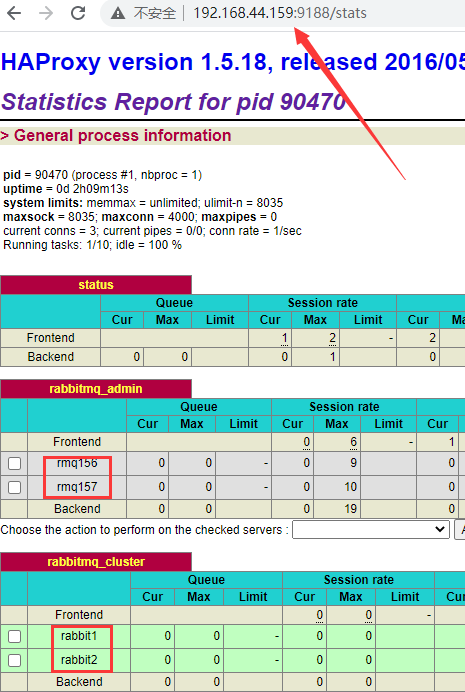 不安全 192.168.44.159:9188/stats
HAProxy version 1.5.18, released 2016/05
Statistics Report for pid 90470
> General process information
pid = 90470 (process #1, nbproc = 1)
uptime = 0d 2h09m13s
system limits: memmax = unlimited; ulimit-n = 8035
maxsock = 8035; maxconn = 4000; maxpipes = 0
current conns = 3; current pipes = 0/0; conn rate = 1/sec
Running tasks: 1/10; idle = 100 %
status
Queue Session rate
Cur Max Limit Cur Max Limit Cur Ma
Frontend 1 2 - 2
Backend 0 0 0 1 0
rabbitmq_admin
Queue Session rate
Cur Max Limit Cur Max Limit Cur
Frontend 0 6 - 1
rmq156 0 0 - 0 9 0
rmq157 0 0 - 0 10 0
Backend 0 0 0 19 0
Choose the action to perform on the checked servers :
rabbitmq_cluster
Queue Session rate
Cur Max Limit Cur Max Limit Cur
Frontend 0 0 -
rabbit1 0 0 - 0 0 0
rabbit2 0 0 - 0 0 0
Backend 0 0 0 0 0